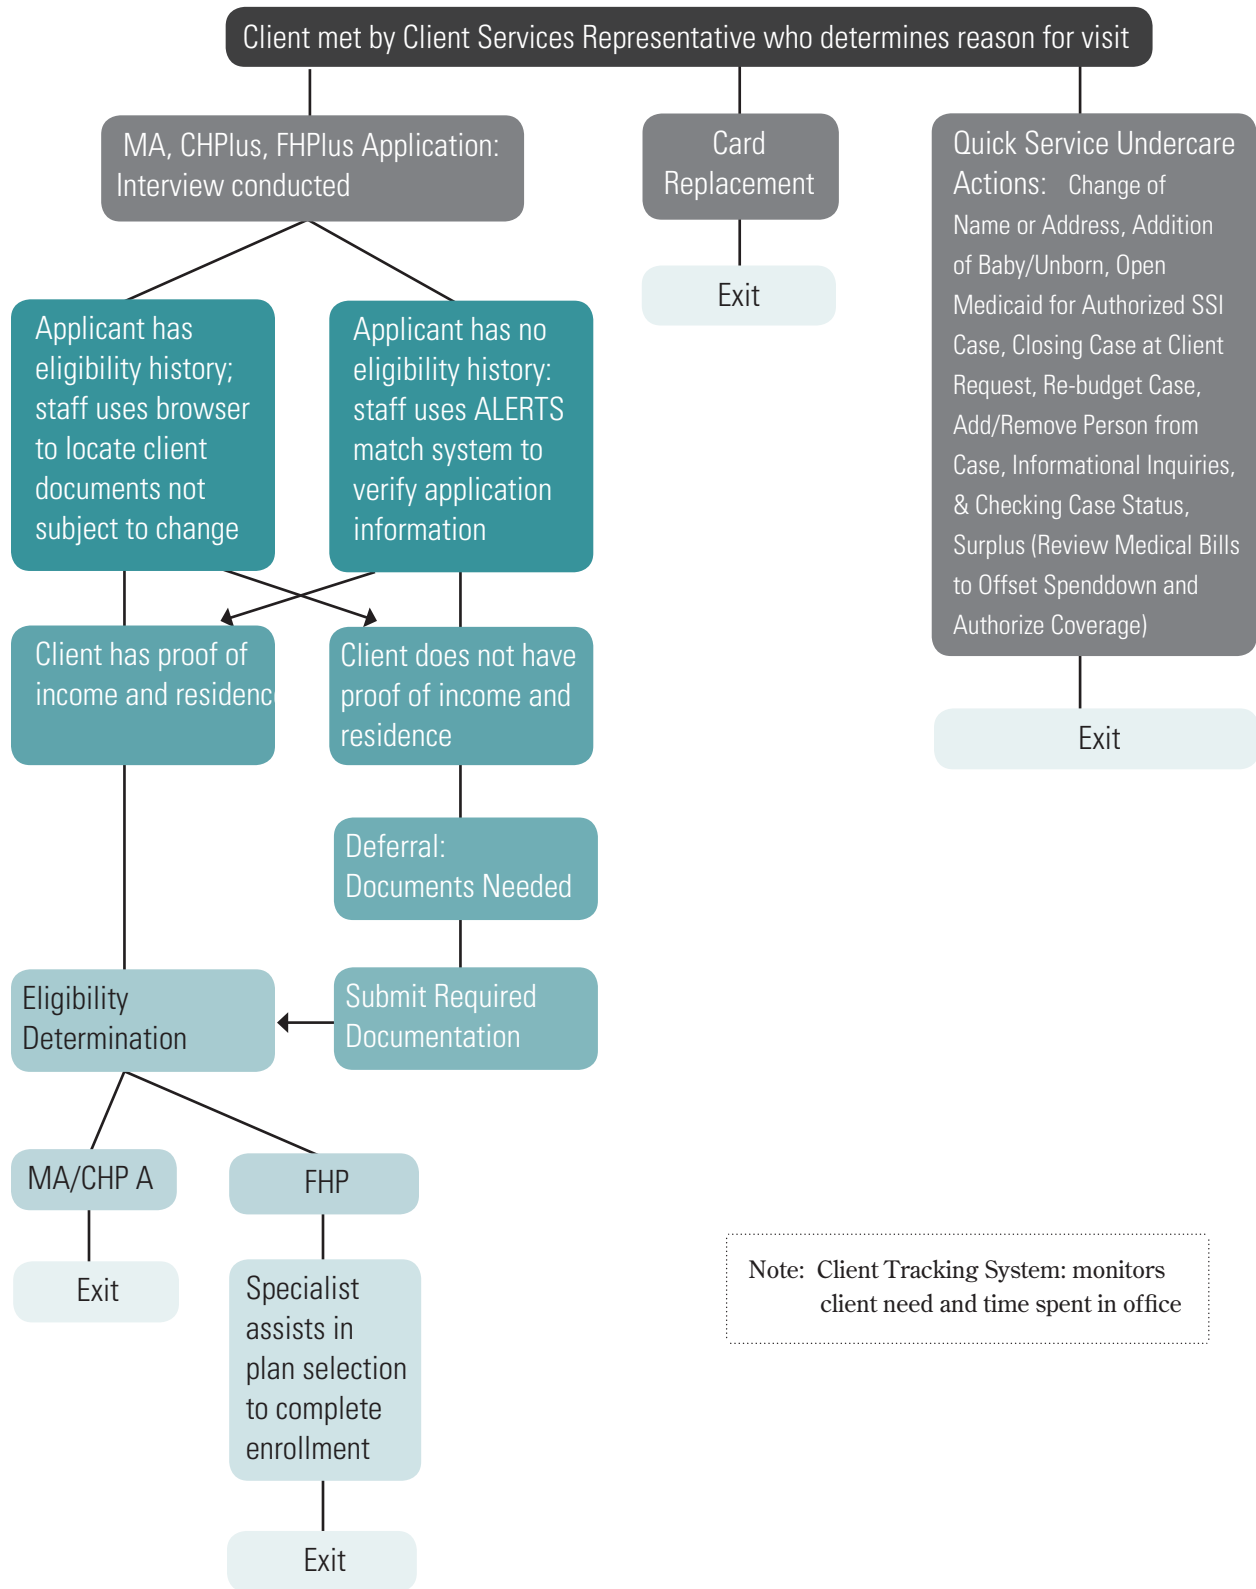 Client met by Client Services Representative who determines reason for visit
MA, CHPlus, FHPlus Application:
Interview conducted
Card
Replacement
Exit
Quick Service Undercare
Actions: Change of
Name or Address, Addition
of Baby/Unborn, Open
Medicaid for Authorized SSI
Case, Closing Case at Client
Request, Re-budget Case,
Add/Remove Person from
Case, Informational Inquiries,
& Checking Case Status,
Surplus (Review Medical Bills
to Offset Spenddown and
Authorize Coverage)
Exit
Applicant has
eligibility history;
staff uses browser
to locate client
documents not
subject to change
Applicant has no
eligibility history:
staff uses ALERTS
match system to
verify application
information
Client has proof of
income and residence
Client does not have
proof of income and
residence
Deferral:
Documents Needed
Submit Required
Documentation
Eligibility
Determination
MA/CHP A
Exit
FHP
Specialist
assists in
plan selection
to complete
enrollment
Exit
Note: Client Tracking System: monitors
client need and time spent in office